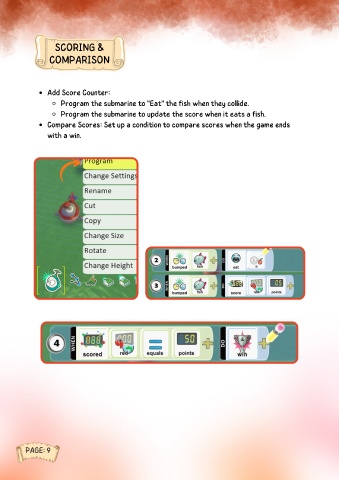 SCORING &
COMPARISON
• Add Score Counter:
○ Program the submarine to "Eat" the fish when they collide.
○ Program the submarine to update the score when it eats a fish.
• Compare Scores: Set up a condition to compare scores when the game ends
with a win.
Program
Change Settings
Rename
Cut
Copy
Change Size
Rotate
Change Height
2 bumped fish eat it
3 bumped fish score red points
4 WHEN scored red equals 50 points DO win
PAGE: 9